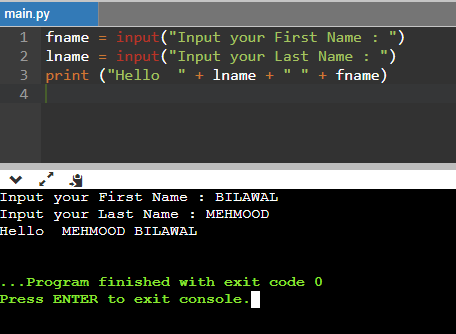 main.py
1 fname = input("Input your First Name : ")
2 lname = input("Input your Last Name : ")
3 print ("Hello  " + lname + " " + fname)
4
Input your First Name : BILAWAL
Input your Last Name : MEHMOOD
Hello  MEHMOOD BILAWAL
...Program finished with exit code 0
Press ENTER to exit console.